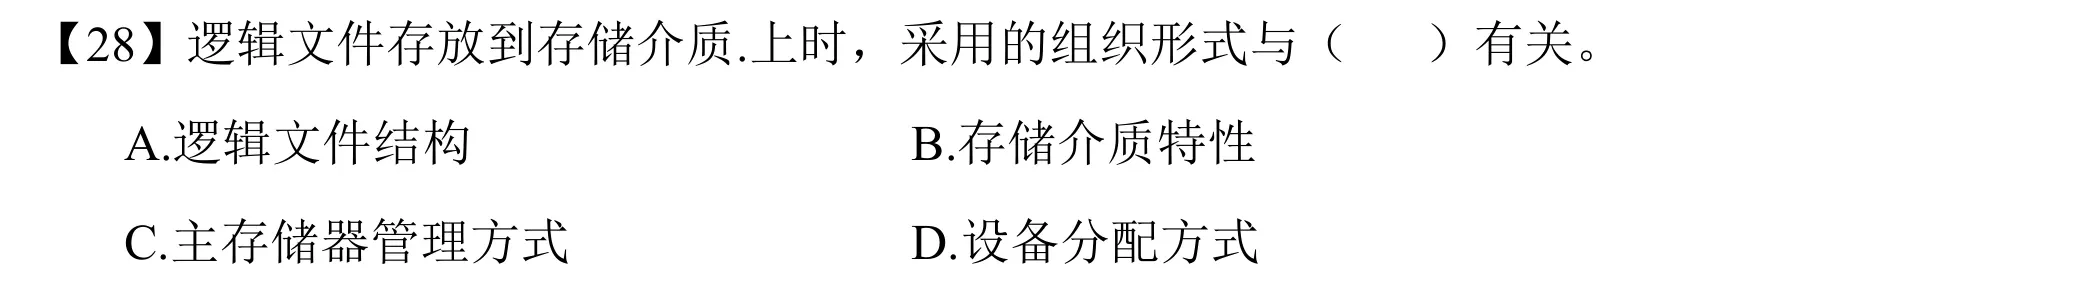 【28】逻辑文件存放到存储介质.上时，采用的组织形式与（　　）有关。
A.逻辑文件结构　　B.存储介质特性
C.主存储器管理方式　　D.设备分配方式